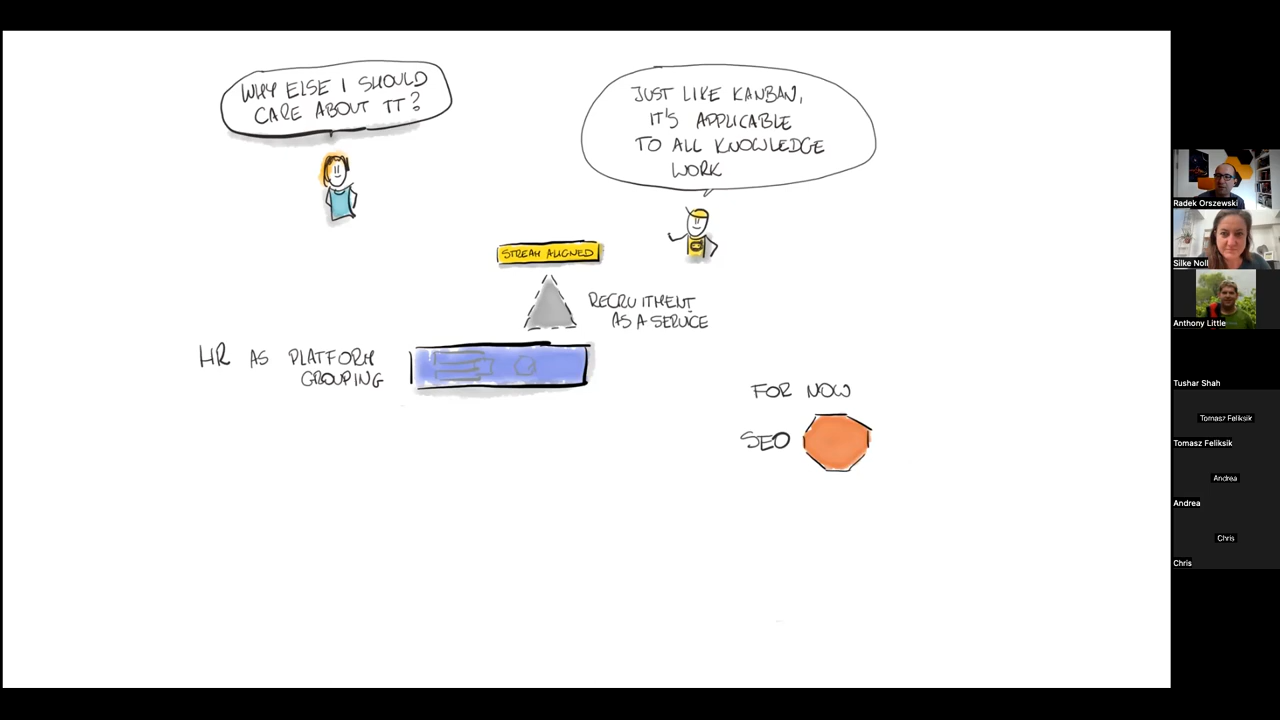 WHY ELSE I SHOULD
CARE ABOUT TT?
JUST LIKE KANBAN,
IT'S APPLICABLE
TO ALL KNOWLEDGE
WORK
STREAM ALIGNED
RECRUITMENT
AS A SERVICE
HR AS PLATFORM
GROUPING
FOR NOW
SEO
Radek Orszewski
Silke Noll
Anthony Little
Tushar Shah
Tomasz Feliksik
Tomasz Feliksik
Andrea
Andrea
Chris
Chris